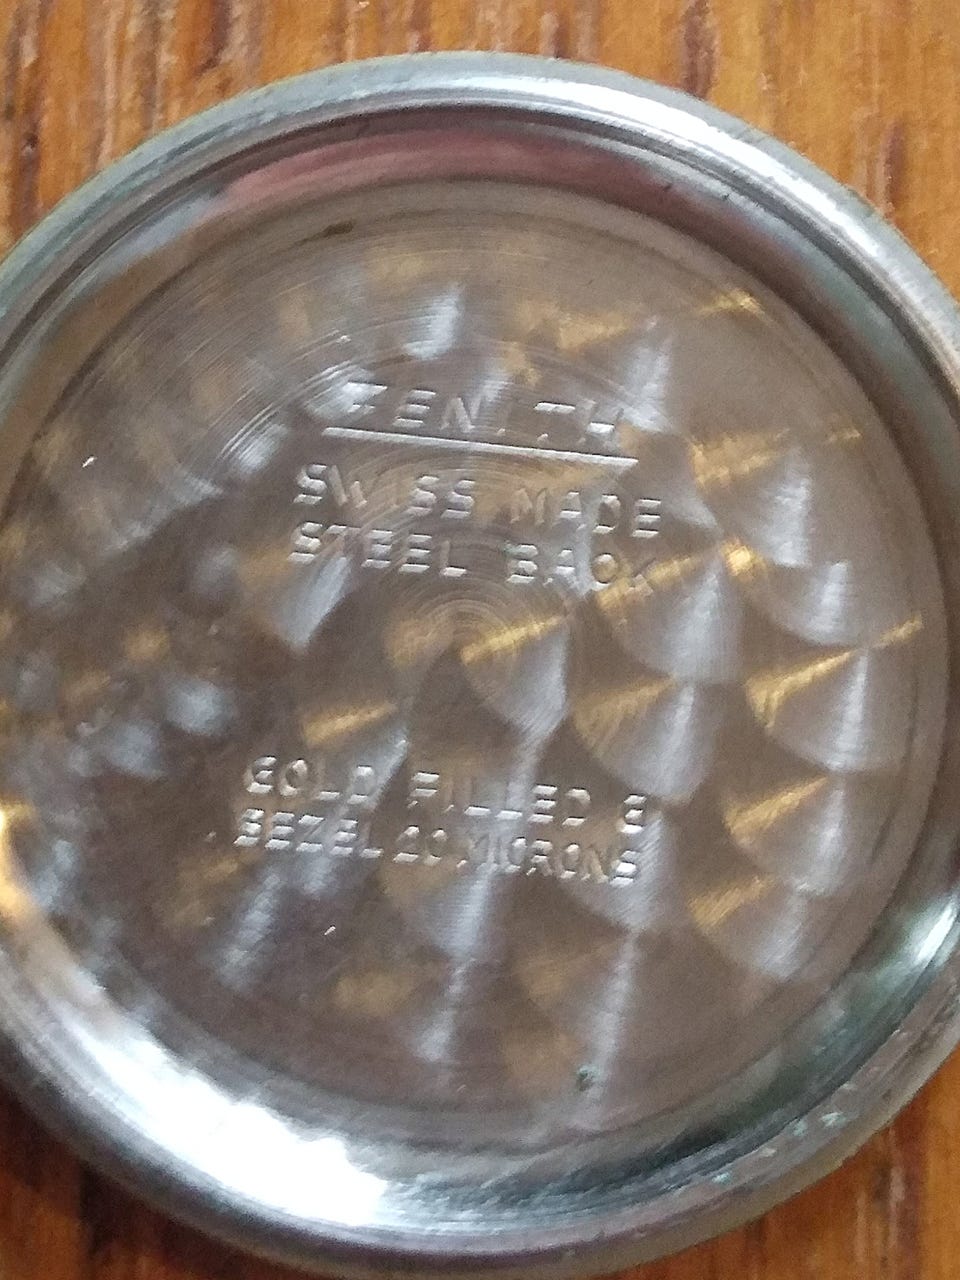 ZENITH
SWISS MADE
STEEL BACK
GOLD FILLED G
BEZEL 20 MICRONS